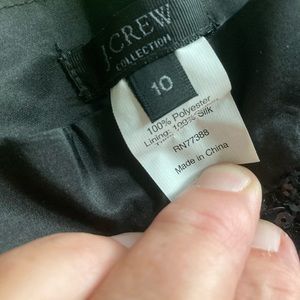 J.CREW
COLLECTION
10
100% Polyester
Lining: 100% Silk
RN77388
Made in China